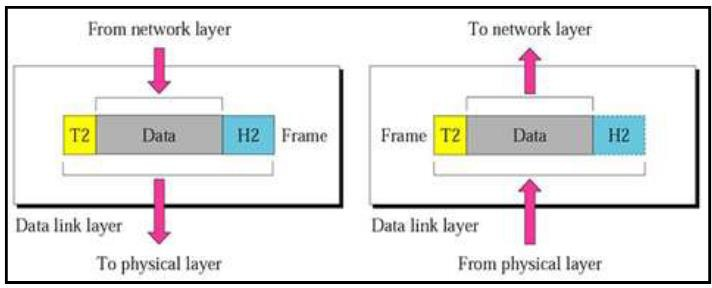 From network layer
T2 Data H2 Frame
Data link layer
To physical layer
To network layer
Frame T2 Data H2
Data link layer
From physical layer